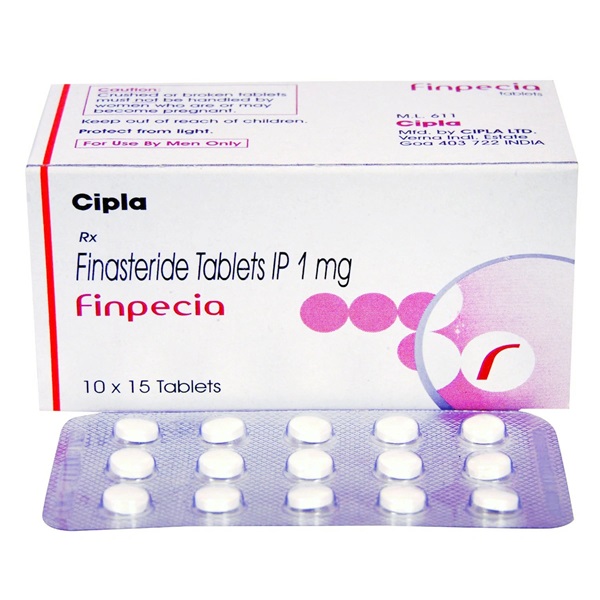 Caution:
Crushed or broken tablets
must not be handled by
women who are or may
become pregnant.
Keep out of reach of children.
Protect from light.
For Use By Men Only
Finpecia
tablets
M.L. 611
Cipla
Mfd. by CIPLA LTD.
Verna Indl. Estate
Goa 403 722 INDIA
Cipla
Rx
Finasteride Tablets IP 1 mg
Finpecia
10 x 15 Tablets